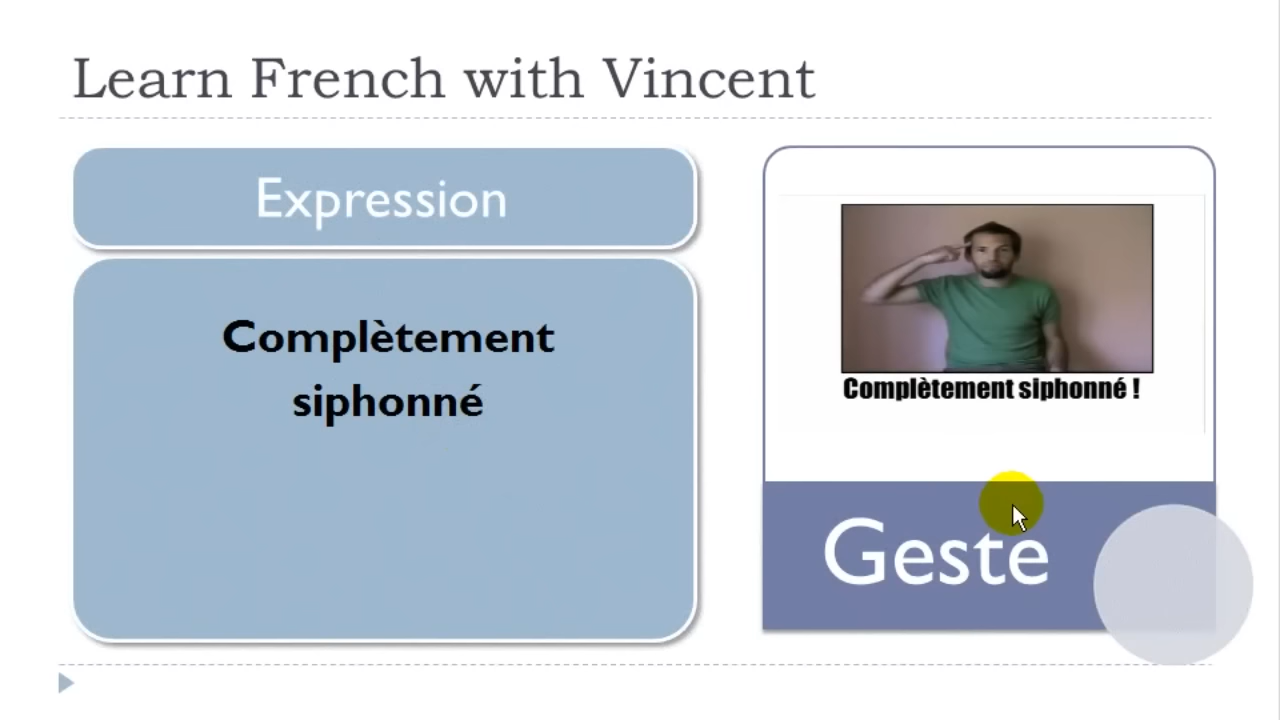 Learn French with Vincent
Expression
Complètement
siphonné
Complètement siphonné !
Geste